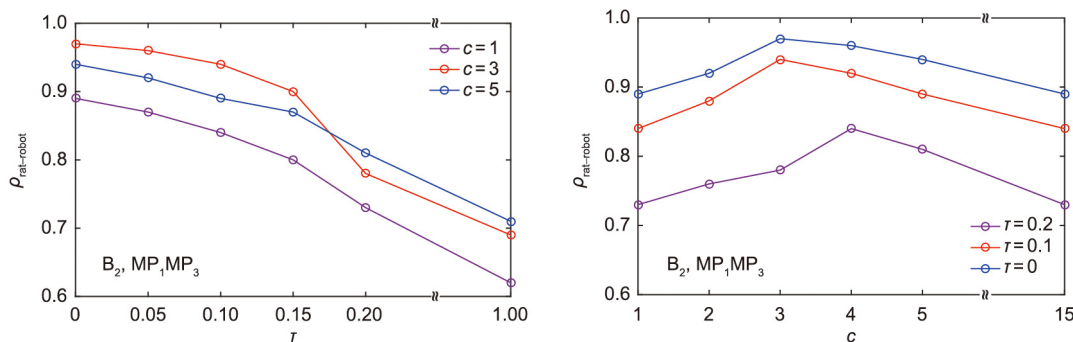 1.0
0.9
0.8
0.7
0.6
ρrat–robot
c = 1
c = 3
c = 5
B₂, MP₁MP₃
0 0.05 0.10 0.15 0.20 1.00
τ
1.0
0.9
0.8
0.7
0.6
ρrat–robot
τ = 0.2
τ = 0.1
τ = 0
B₂, MP₁MP₃
1 2 3 4 5 15
c